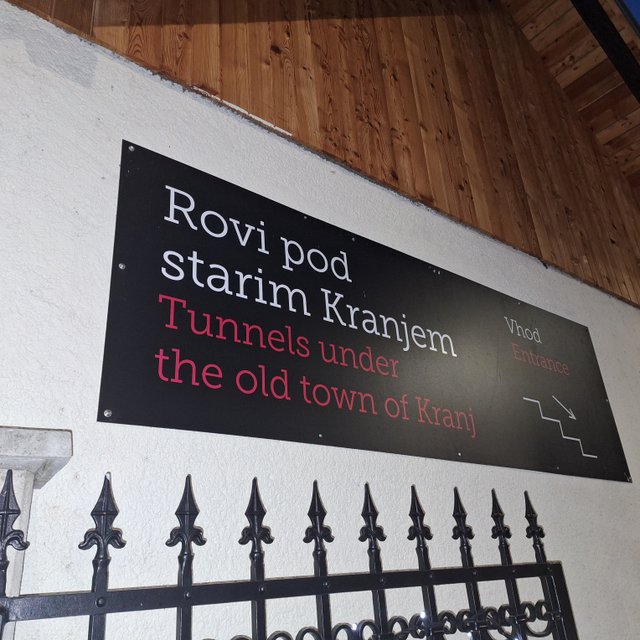 Rovi pod
starim Kranjem
Tunnels under
the old town of Kranj
Vhod
Entrance